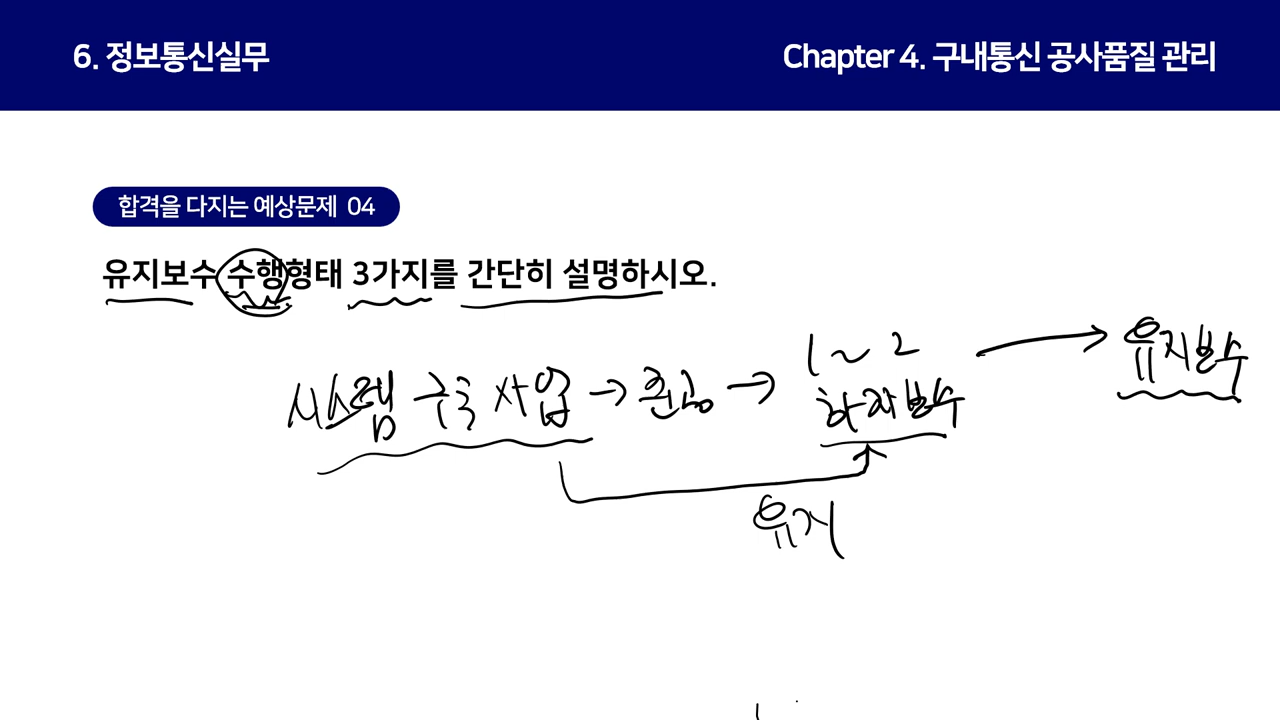 6. 정보통신실무
Chapter 4. 구내통신 공사품질 관리
합격을 다지는 예상문제 04
유지보수 수행형태 3가지를 간단히 설명하시오.
1 ~ 2
시스템 구축 사업 → 준공 → 하자보수 → 유지보수
유지